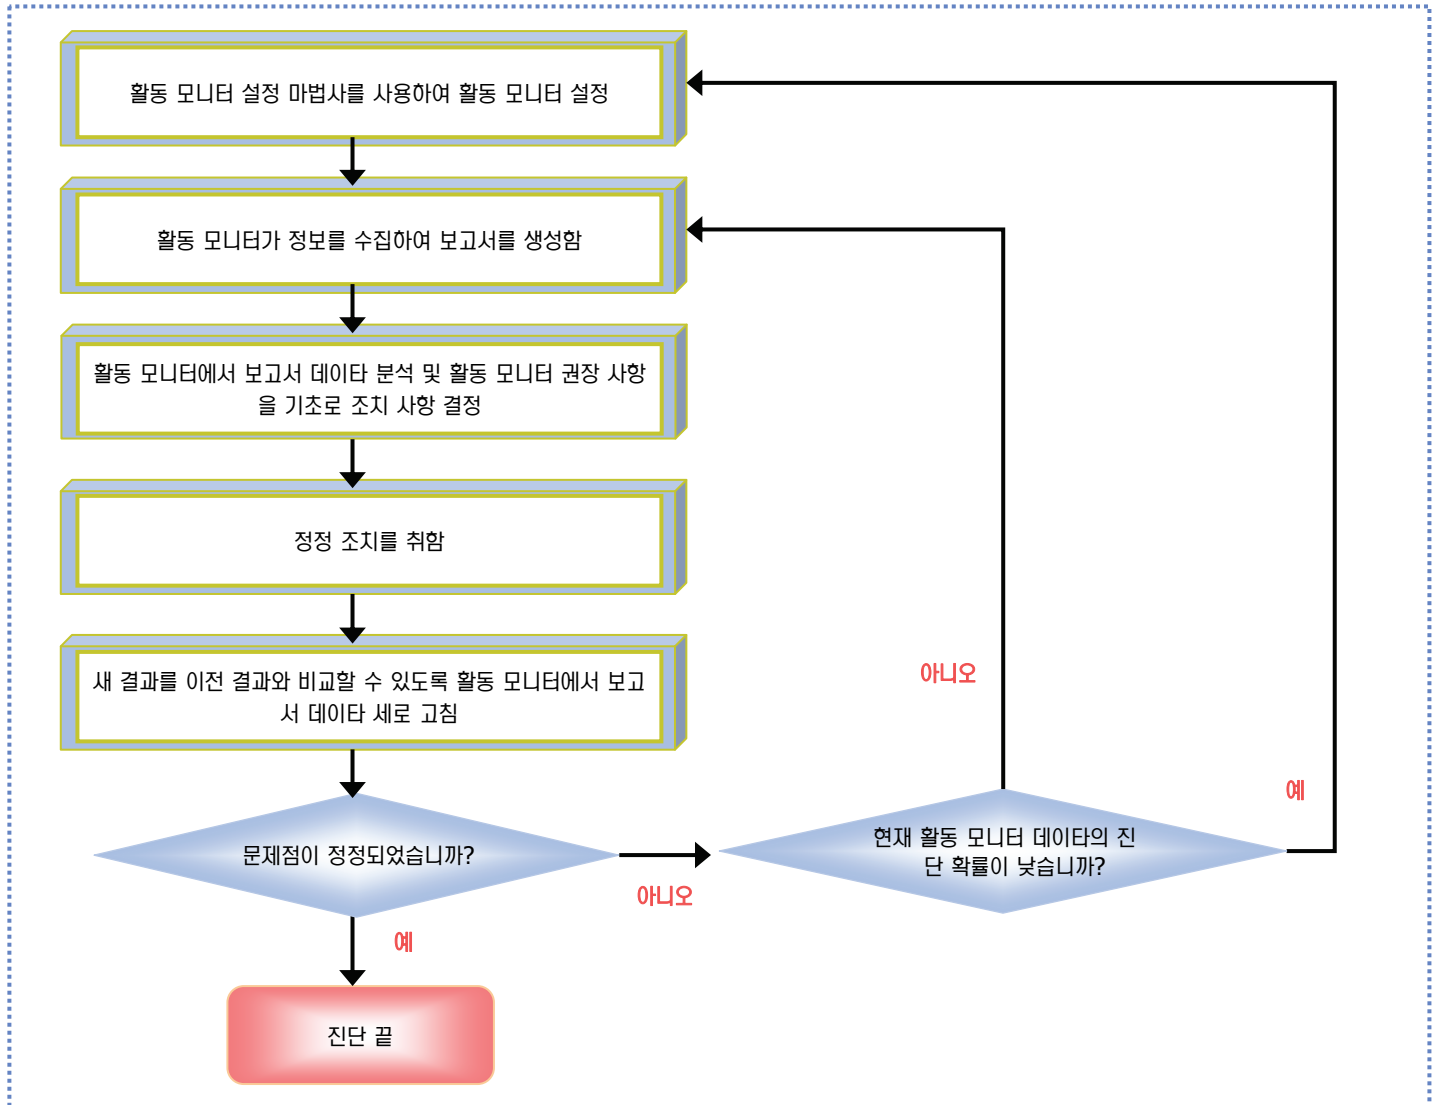 활동 모니터 설정 마법사를 사용하여 활동 모니터 설정
활동 모니터가 정보를 수집하여 보고서를 생성함
활동 모니터에서 보고서 데이타 분석 및 활동 모니터 권장 사항
을 기초로 조치 사항 결정
정정 조치를 취함
새 결과를 이전 결과와 비교할 수 있도록 활동 모니터에서 보고
서 데이타 세로 고침
아니오
예
문제점이 정정되었습니까?
현재 활동 모니터 데이타의 진
단 확률이 낮습니까?
아니오
예
진단 끝